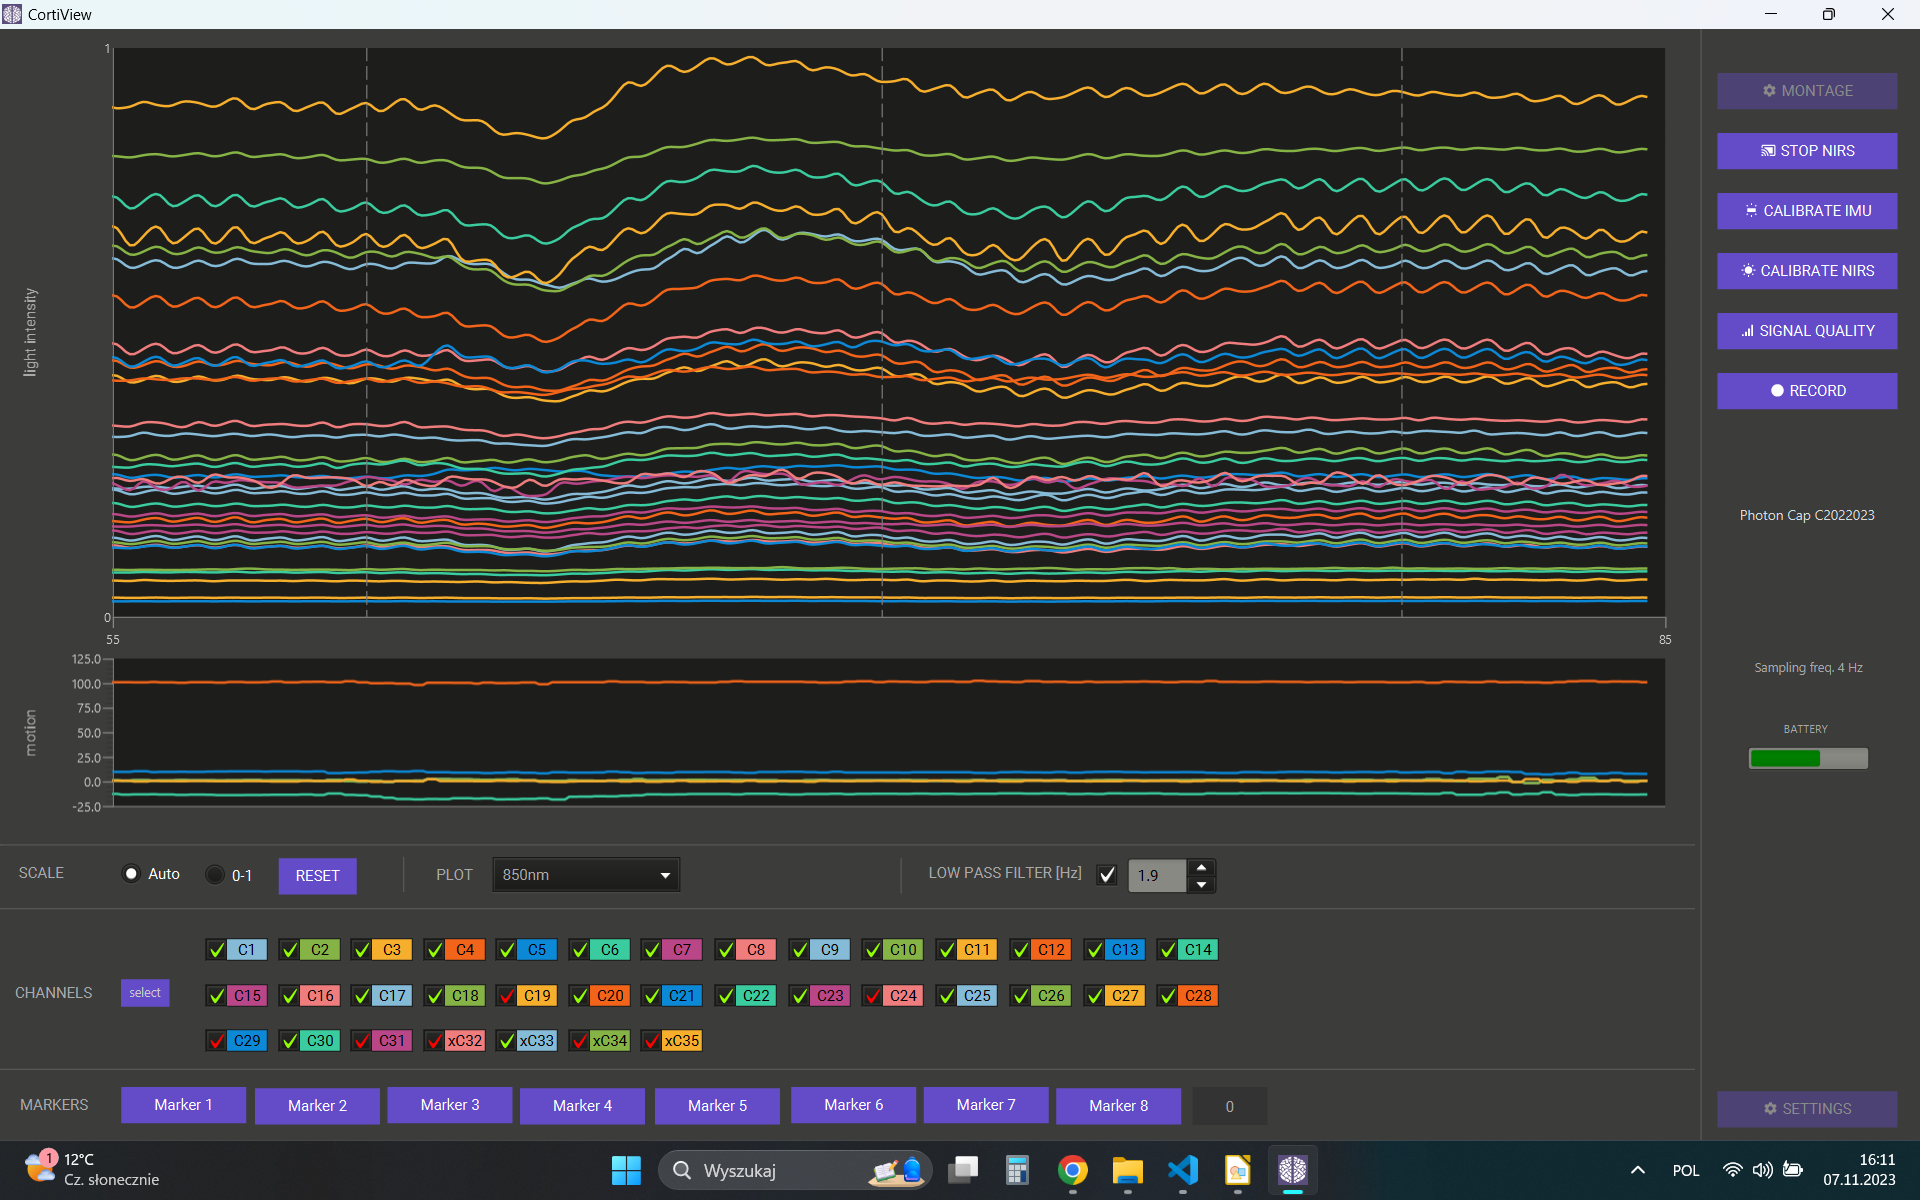 CortiView
1
light intensity
0
55
85
125.0
100.0
75.0
50.0
25.0
0.0
-25.0
motion
MONTAGE
STOP NIRS
CALIBRATE IMU
CALIBRATE NIRS
SIGNAL QUALITY
RECORD
Photon Cap C2022023
Sampling freq. 4 Hz
BATTERY
SCALE Auto 0-1 RESET PLOT 850nm LOW PASS FILTER [Hz] 1.9
C1 C2 C3 C4 C5 C6 C7 C8 C9 C10 C11 C12 C13 C14
CHANNELS select C15 C16 C17 C18 C19 C20 C21 C22 C23 C24 C25 C26 C27 C28
C29 C30 C31 xC32 xC33 xC34 xC35
MARKERS Marker 1 Marker 2 Marker 3 Marker 4 Marker 5 Marker 6 Marker 7 Marker 8 0
SETTINGS
1
12°C
Cz. słonecznie
Wyszukaj
POL
16:11
07.11.2023